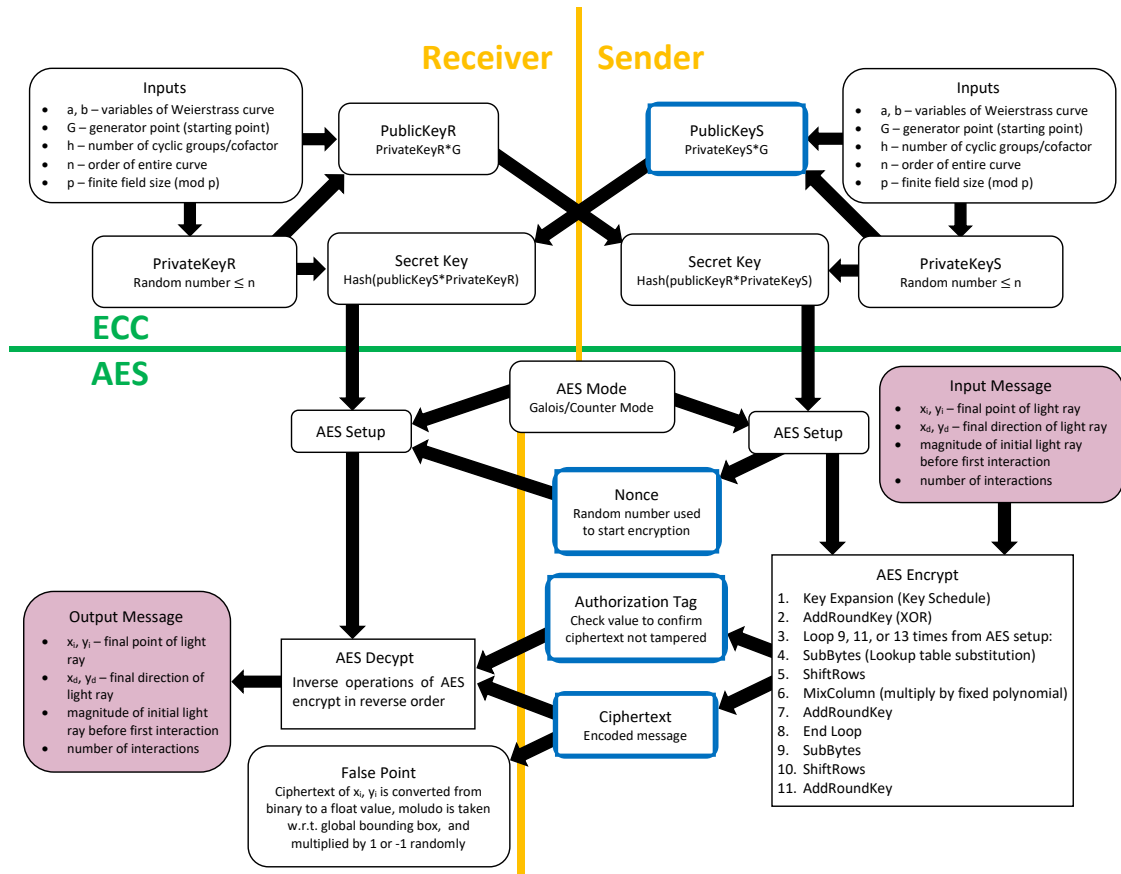 Receiver
Sender
Inputs
• a, b – variables of Weierstrass curve
• G – generator point (starting point)
• h – number of cyclic groups/cofactor
• n – order of entire curve
• p – finite field size (mod p)
PublicKeyR
PrivateKeyR*G
PublicKeyS
PrivateKeyS*G
Inputs
• a, b – variables of Weierstrass curve
• G – generator point (starting point)
• h – number of cyclic groups/cofactor
• n – order of entire curve
• p – finite field size (mod p)
PrivateKeyR
Random number ≤ n
Secret Key
Hash(publicKeyS*PrivateKeyR)
Secret Key
Hash(publicKeyR*PrivateKeyS)
PrivateKeyS
Random number ≤ n
ECC
AES
AES Mode
Galois/Counter Mode
AES Setup
AES Setup
Input Message
• xᵢ, yᵢ – final point of light ray
• x_d, y_d – final direction of light ray
• magnitude of initial light ray
before first interaction
• number of interactions
Nonce
Random number used
to start encryption
Authorization Tag
Check value to confirm
ciphertext not tampered
AES Encrypt
1. Key Expansion (Key Schedule)
2. AddRoundKey (XOR)
3. Loop 9, 11, or 13 times from AES setup:
4. SubBytes (Lookup table substitution)
5. ShiftRows
6. MixColumn (multiply by fixed polynomial)
7. AddRoundKey
8. End Loop
9. SubBytes
10. ShiftRows
11. AddRoundKey
Output Message
• xᵢ, yᵢ – final point of light
ray
• x_d, y_d – final direction of
light ray
• magnitude of initial light
ray before first interaction
• number of interactions
AES Decypt
Inverse operations of AES
encrypt in reverse order
Ciphertext
Encoded message
False Point
Ciphertext of xᵢ, yᵢ is converted from
binary to a float value, moludo is taken
w.r.t. global bounding box, and
multiplied by 1 or -1 randomly